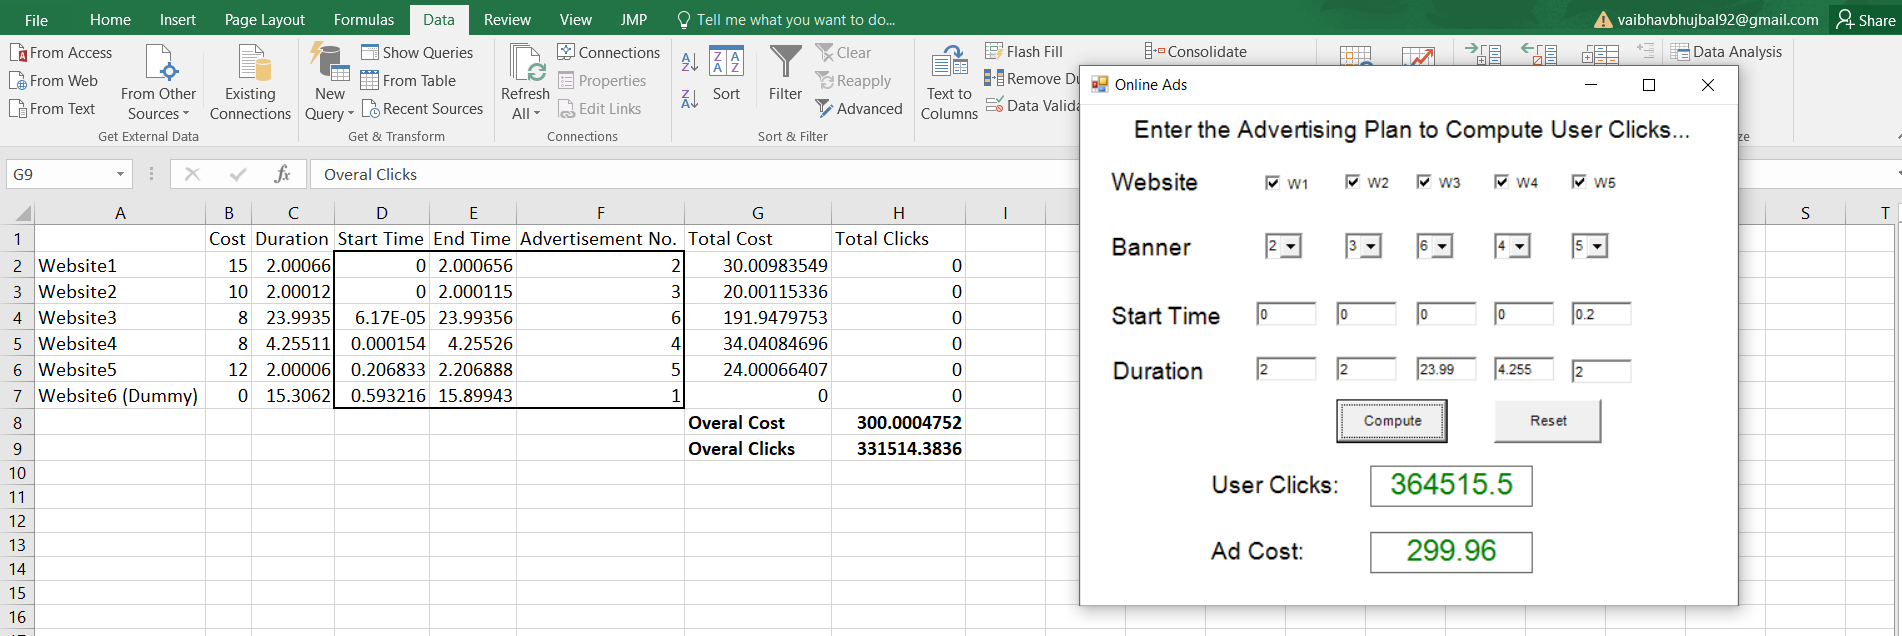 File Home Insert Page Layout Formulas Data Review View JMP Tell me what you want to do... vaibhavbhujbal92@gmail.com Share
From Access
From Web
From Text
From Other Sources
Existing Connections
Get External Data
New Query
Show Queries
From Table
Recent Sources
Get & Transform
Refresh All
Connections
Properties
Edit Links
Connections
Sort
Filter
Clear
Reapply
Advanced
Sort & Filter
Text to Columns
Flash Fill
Remove Du
Data Valida
Consolidate
Data Analysis
ze
G9 fx Overal Clicks
A B C D E F G H I S T
1 Cost Duration Start Time End Time Advertisement No. Total Cost Total Clicks
2 Website1 15 2.00066 0 2.000656 2 30.00983549 0
3 Website2 10 2.00012 0 2.000115 3 20.00115336 0
4 Website3 8 23.9935 6.17E-05 23.99356 6 191.9479753 0
5 Website4 8 4.25511 0.000154 4.25526 4 34.04084696 0
6 Website5 12 2.00006 0.206833 2.206888 5 24.00066407 0
7 Website6 (Dummy) 0 15.3062 0.593216 15.89943 1 0 0
8 Overal Cost 300.0004752
9 Overal Clicks 331514.3836
10
11
12
13
14
15
16
Online Ads
Enter the Advertising Plan to Compute User Clicks...
Website W1 W2 W3 W4 W5
Banner 2 3 6 4 5
Start Time 0 0 0 0 0.2
Duration 2 2 23.99 4.255 2
Compute Reset
User Clicks: 364515.5
Ad Cost: 299.96